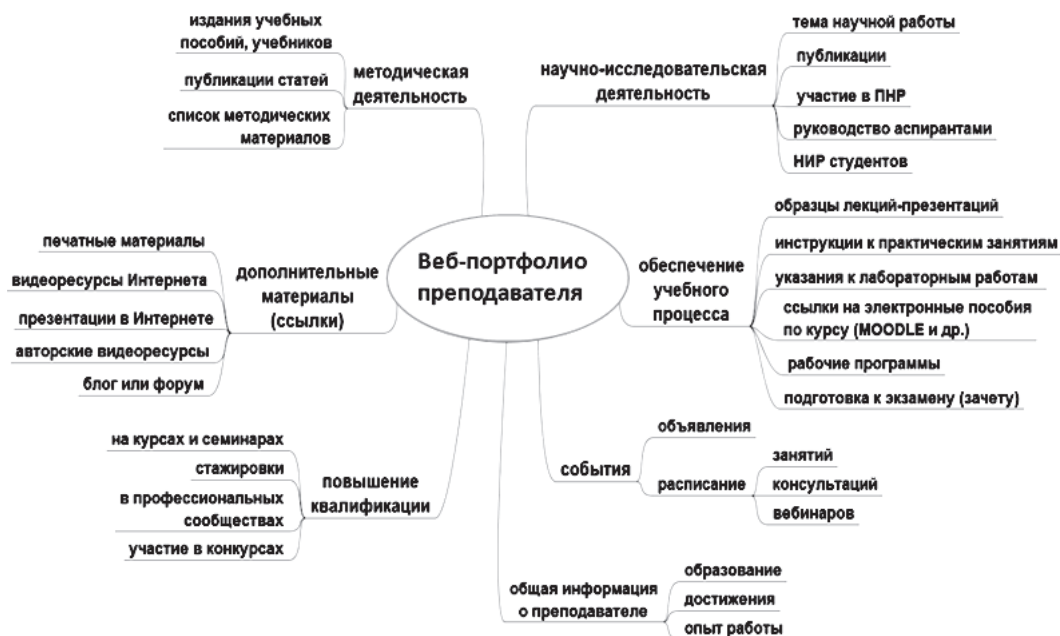 издания учебных
пособий, учебников
публикации статей
список методических
материалов
методическая
деятельность
научно-исследовательская
деятельность
тема научной работы
публикации
участие в ПНР
руководство аспирантами
НИР студентов
Веб-портфолио
преподавателя
печатные материалы
видеоресурсы Интернета
презентации в Интернете
авторские видеоресурсы
блог или форум
дополнительные
материалы
(ссылки)
обеспечение
учебного
процесса
образцы лекций-презентаций
инструкции к практическим занятиям
указания к лабораторным работам
ссылки на электронные пособия
по курсу (MOODLE и др.)
рабочие программы
подготовка к экзамену (зачету)
на курсах и семинарах
стажировки
в профессиональных
сообществах
участие в конкурсах
повышение
квалификации
события
объявления
расписание
занятий
консультаций
вебинаров
общая информация
о преподавателе
образование
достижения
опыт работы